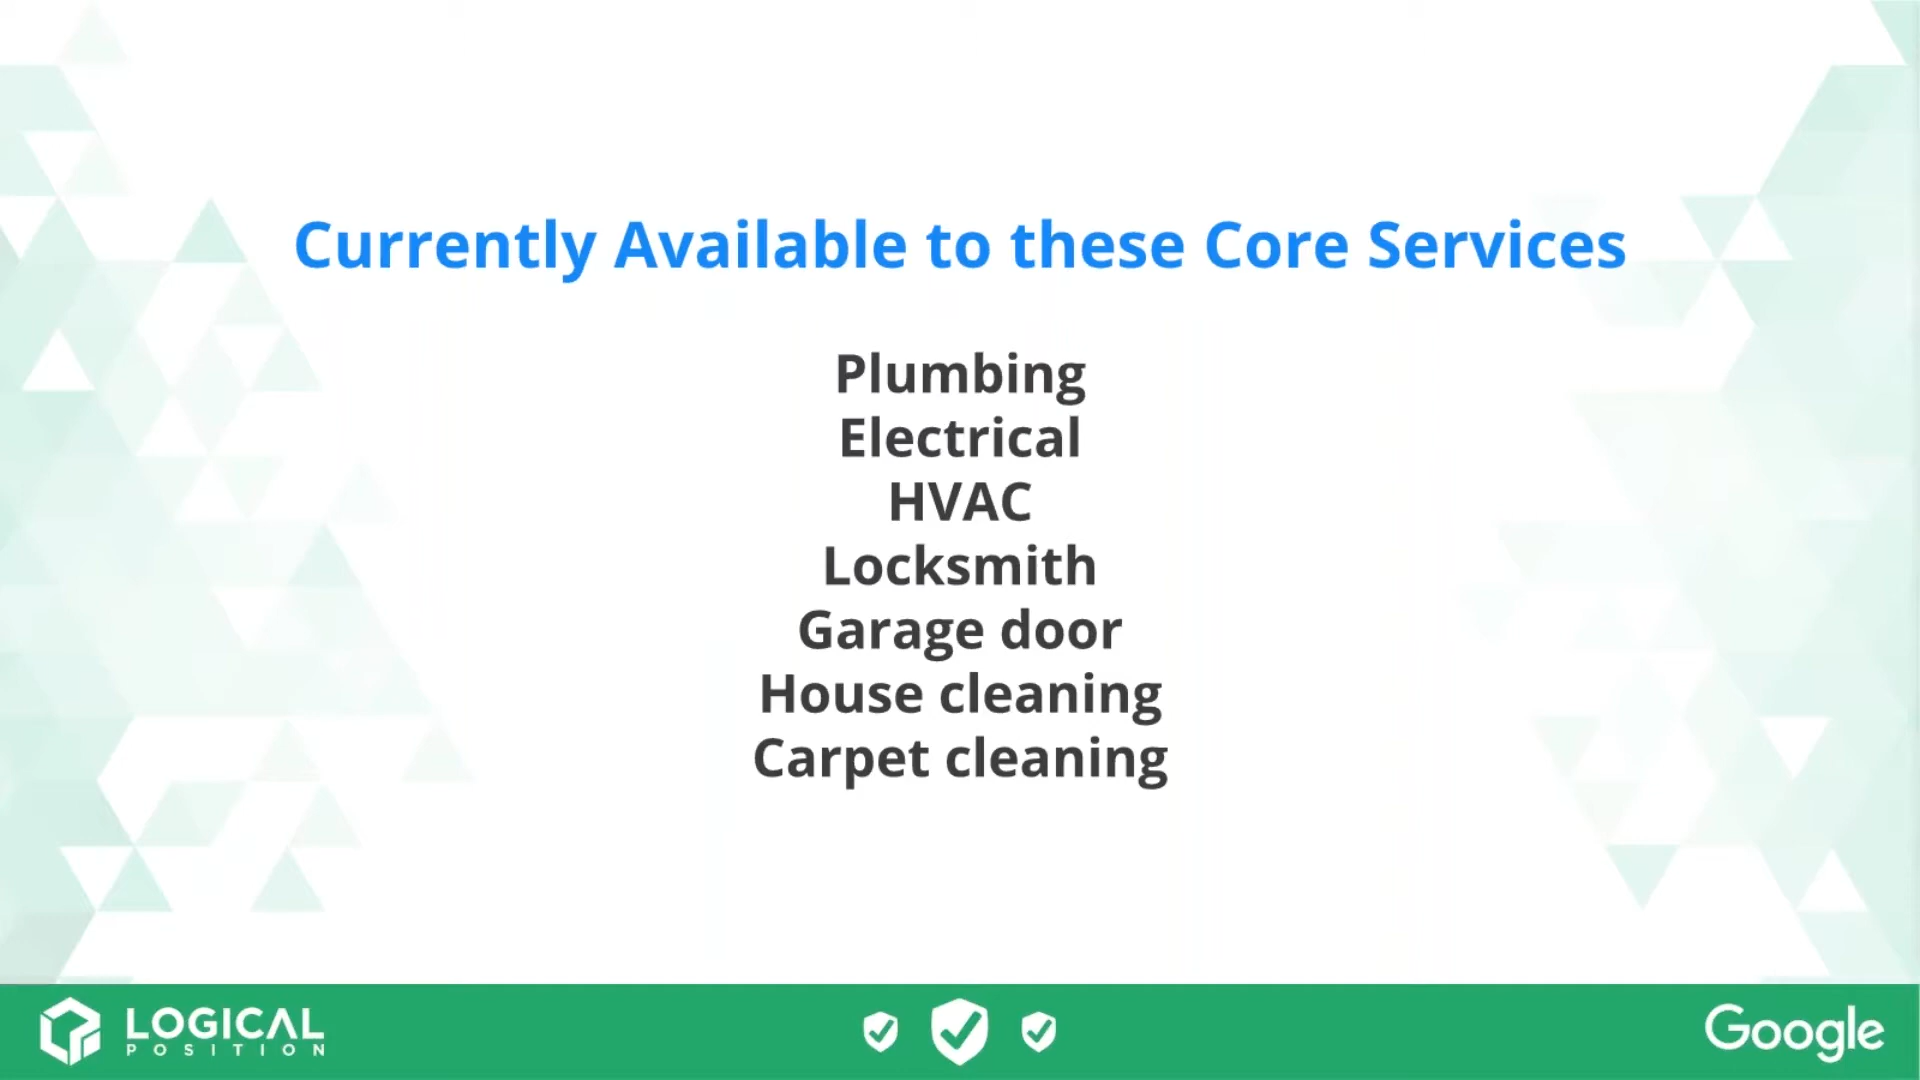 Currently Available to these Core Services
Plumbing
Electrical
HVAC
Locksmith
Garage door
House cleaning
Carpet cleaning
LOGICAL
POSITION
Google